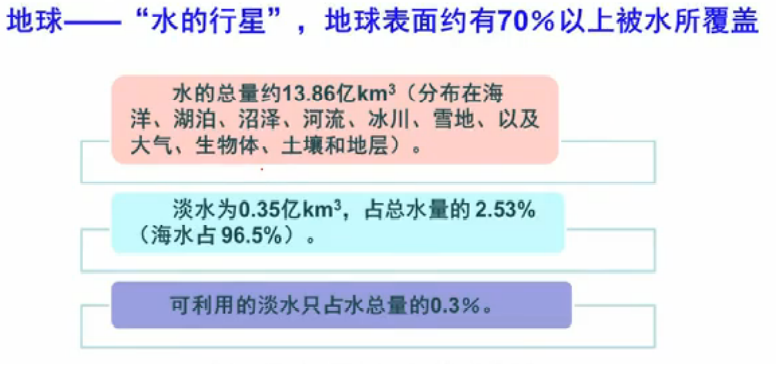 地球——“水的行星”，地球表面约有70%以上被水所覆盖
水的总量约13.86亿km³（分布在海
洋、湖泊、沼泽、河流、冰川、雪地、以及
大气、生物体、土壤和地层）。
淡水为0.35亿km³，占总水量的 2.53%
（海水占 96.5%）。
可利用的淡水只占水总量的0.3%。